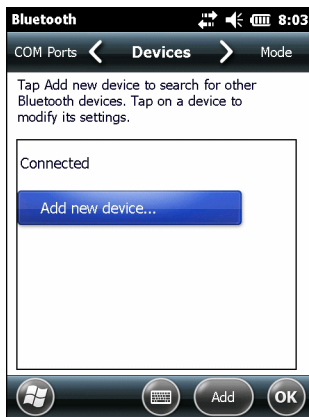 Bluetooth 8:03
COM Ports Devices Mode
Tap Add new device to search for other
Bluetooth devices. Tap on a device to
modify its settings.
Connected
Add new device...
Add OK